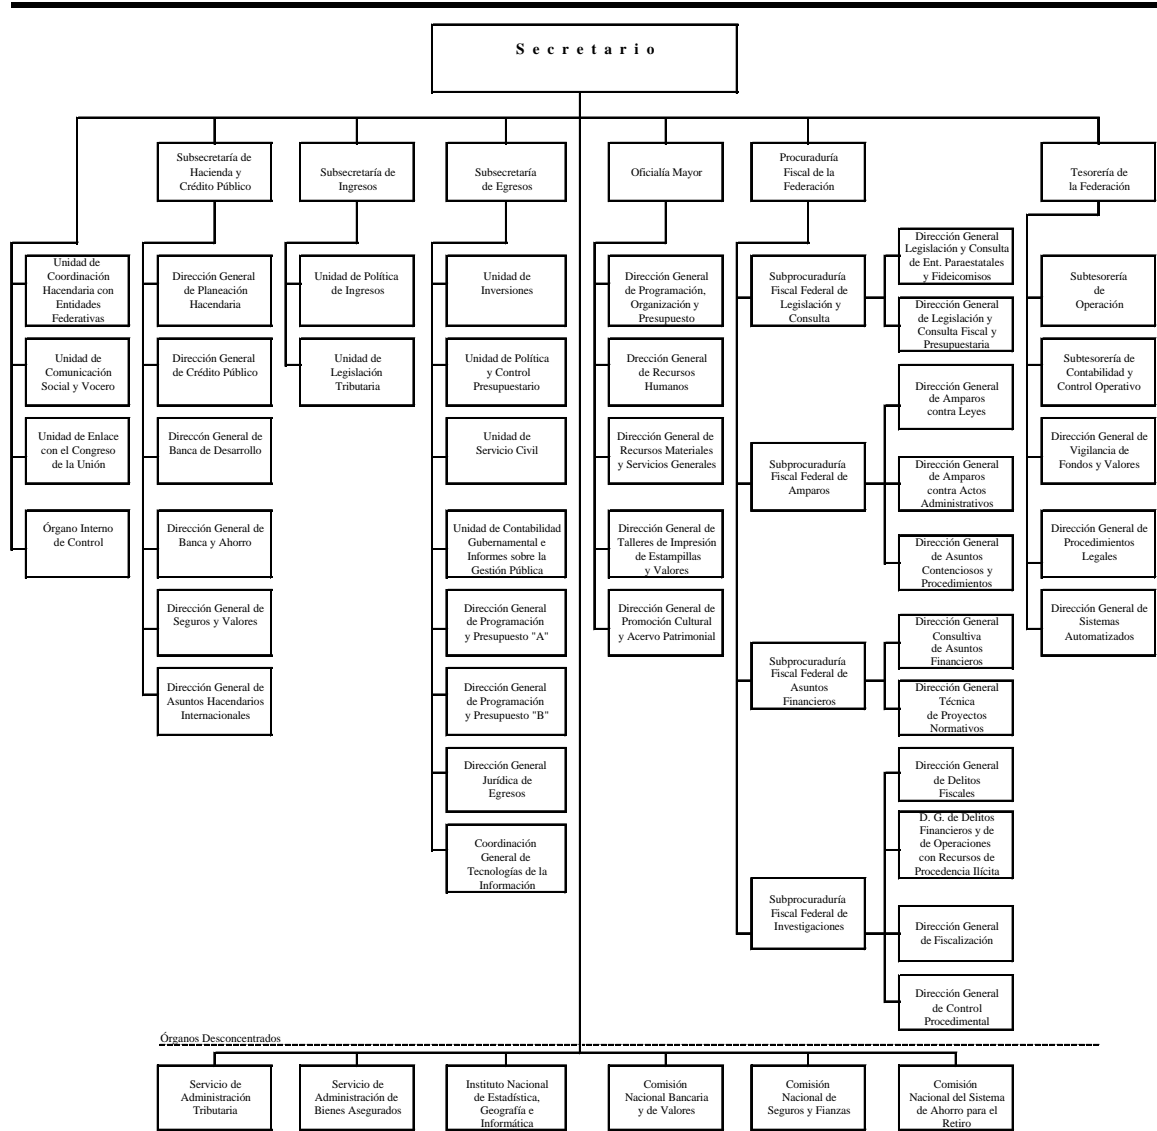 Secretario
Subsecretaría de
Hacienda y
Crédito Público
Subsecretaría de
Ingresos
Subsecretaría
de Egresos
Oficialía Mayor
Procuraduría
Fiscal de la
Federación
Tesorería de
la Federación
Unidad de
Coordinación
Hacendaria con
Entidades
Federativas
Unidad de
Comunicación
Social y Vocero
Unidad de Enlace
con el Congreso
de la Unión
Órgano Interno
de Control
Dirección General
de Planeación
Hacendaria
Dirección General
de Crédito Público
Direccón General de
Banca de Desarrollo
Dirección General de
Banca y Ahorro
Dirección General de
Seguros y Valores
Dirección General de
Asuntos Hacendarios
Internacionales
Unidad de Política
de Ingresos
Unidad de
Legislación
Tributaria
Unidad de
Inversiones
Unidad de Política
y Control
Presupuestario
Unidad de
Servicio Civil
Unidad de Contabilidad
Gubernamental e
Informes sobre la
Gestión Pública
Dirección General
de Programación
y Presupuesto "A"
Dirección General
de Programación
y Presupuesto "B"
Dirección General
Jurídica de
Egresos
Coordinación
General de
Tecnologías de la
Información
Dirección General
de Programación,
Organización y
Presupuesto
Drección General
de Recursos
Humanos
Dirección General de
Recursos Materiales
y Servicios Generales
Dirección General de
Talleres de Impresión
de Estampillas
y Valores
Dirección General de
Promoción Cultural
y Acervo Patrimonial
Subprocuraduría
Fiscal Federal de
Legislación y
Consulta
Dirección General
Legislación y Consulta
de Ent. Paraestatales
y Fideicomisos
Dirección General
de Legislación y
Consulta Fiscal y
Presupuestaria
Subprocuraduría
Fiscal Federal de
Amparos
Dirección General
de Amparos
contra Leyes
Dirección General
de Amparos
contra Actos
Administrativos
Dirección General
de Asuntos
Contenciosos y
Procedimientos
Subprocuraduría
Fiscal Federal de
Asuntos
Financieros
Dirección General
Consultiva
de Asuntos
Financieros
Dirección General
Técnica
de Proyectos
Normativos
Subprocuraduría
Fiscal Federal de
Investigaciones
Dirección General
de Delitos
Fiscales
D. G. de Delitos
Financieros y de
de Operaciones
con Recursos de
Procedencia Ilícita
Dirección General
de Fiscalización
Dirección General
de Control
Procedimental
Subtesorería
de
Operación
Subtesorería de
Contabilidad y
Control Operativo
Dirección General de
Vigilancia de
Fondos y Valores
Dirección General de
Procedimientos
Legales
Dirección General de
Sistemas
Automatizados
Órganos Desconcentrados
Servicio de
Administración
Tributaria
Servicio de
Administración de
Bienes Asegurados
Instituto Nacional
de Estadística,
Geografía e
Informática
Comisión
Nacional Bancaria
y de Valores
Comisión
Nacional de
Seguros y Fianzas
Comisión
Nacional del Sistema
de Ahorro para el
Retiro